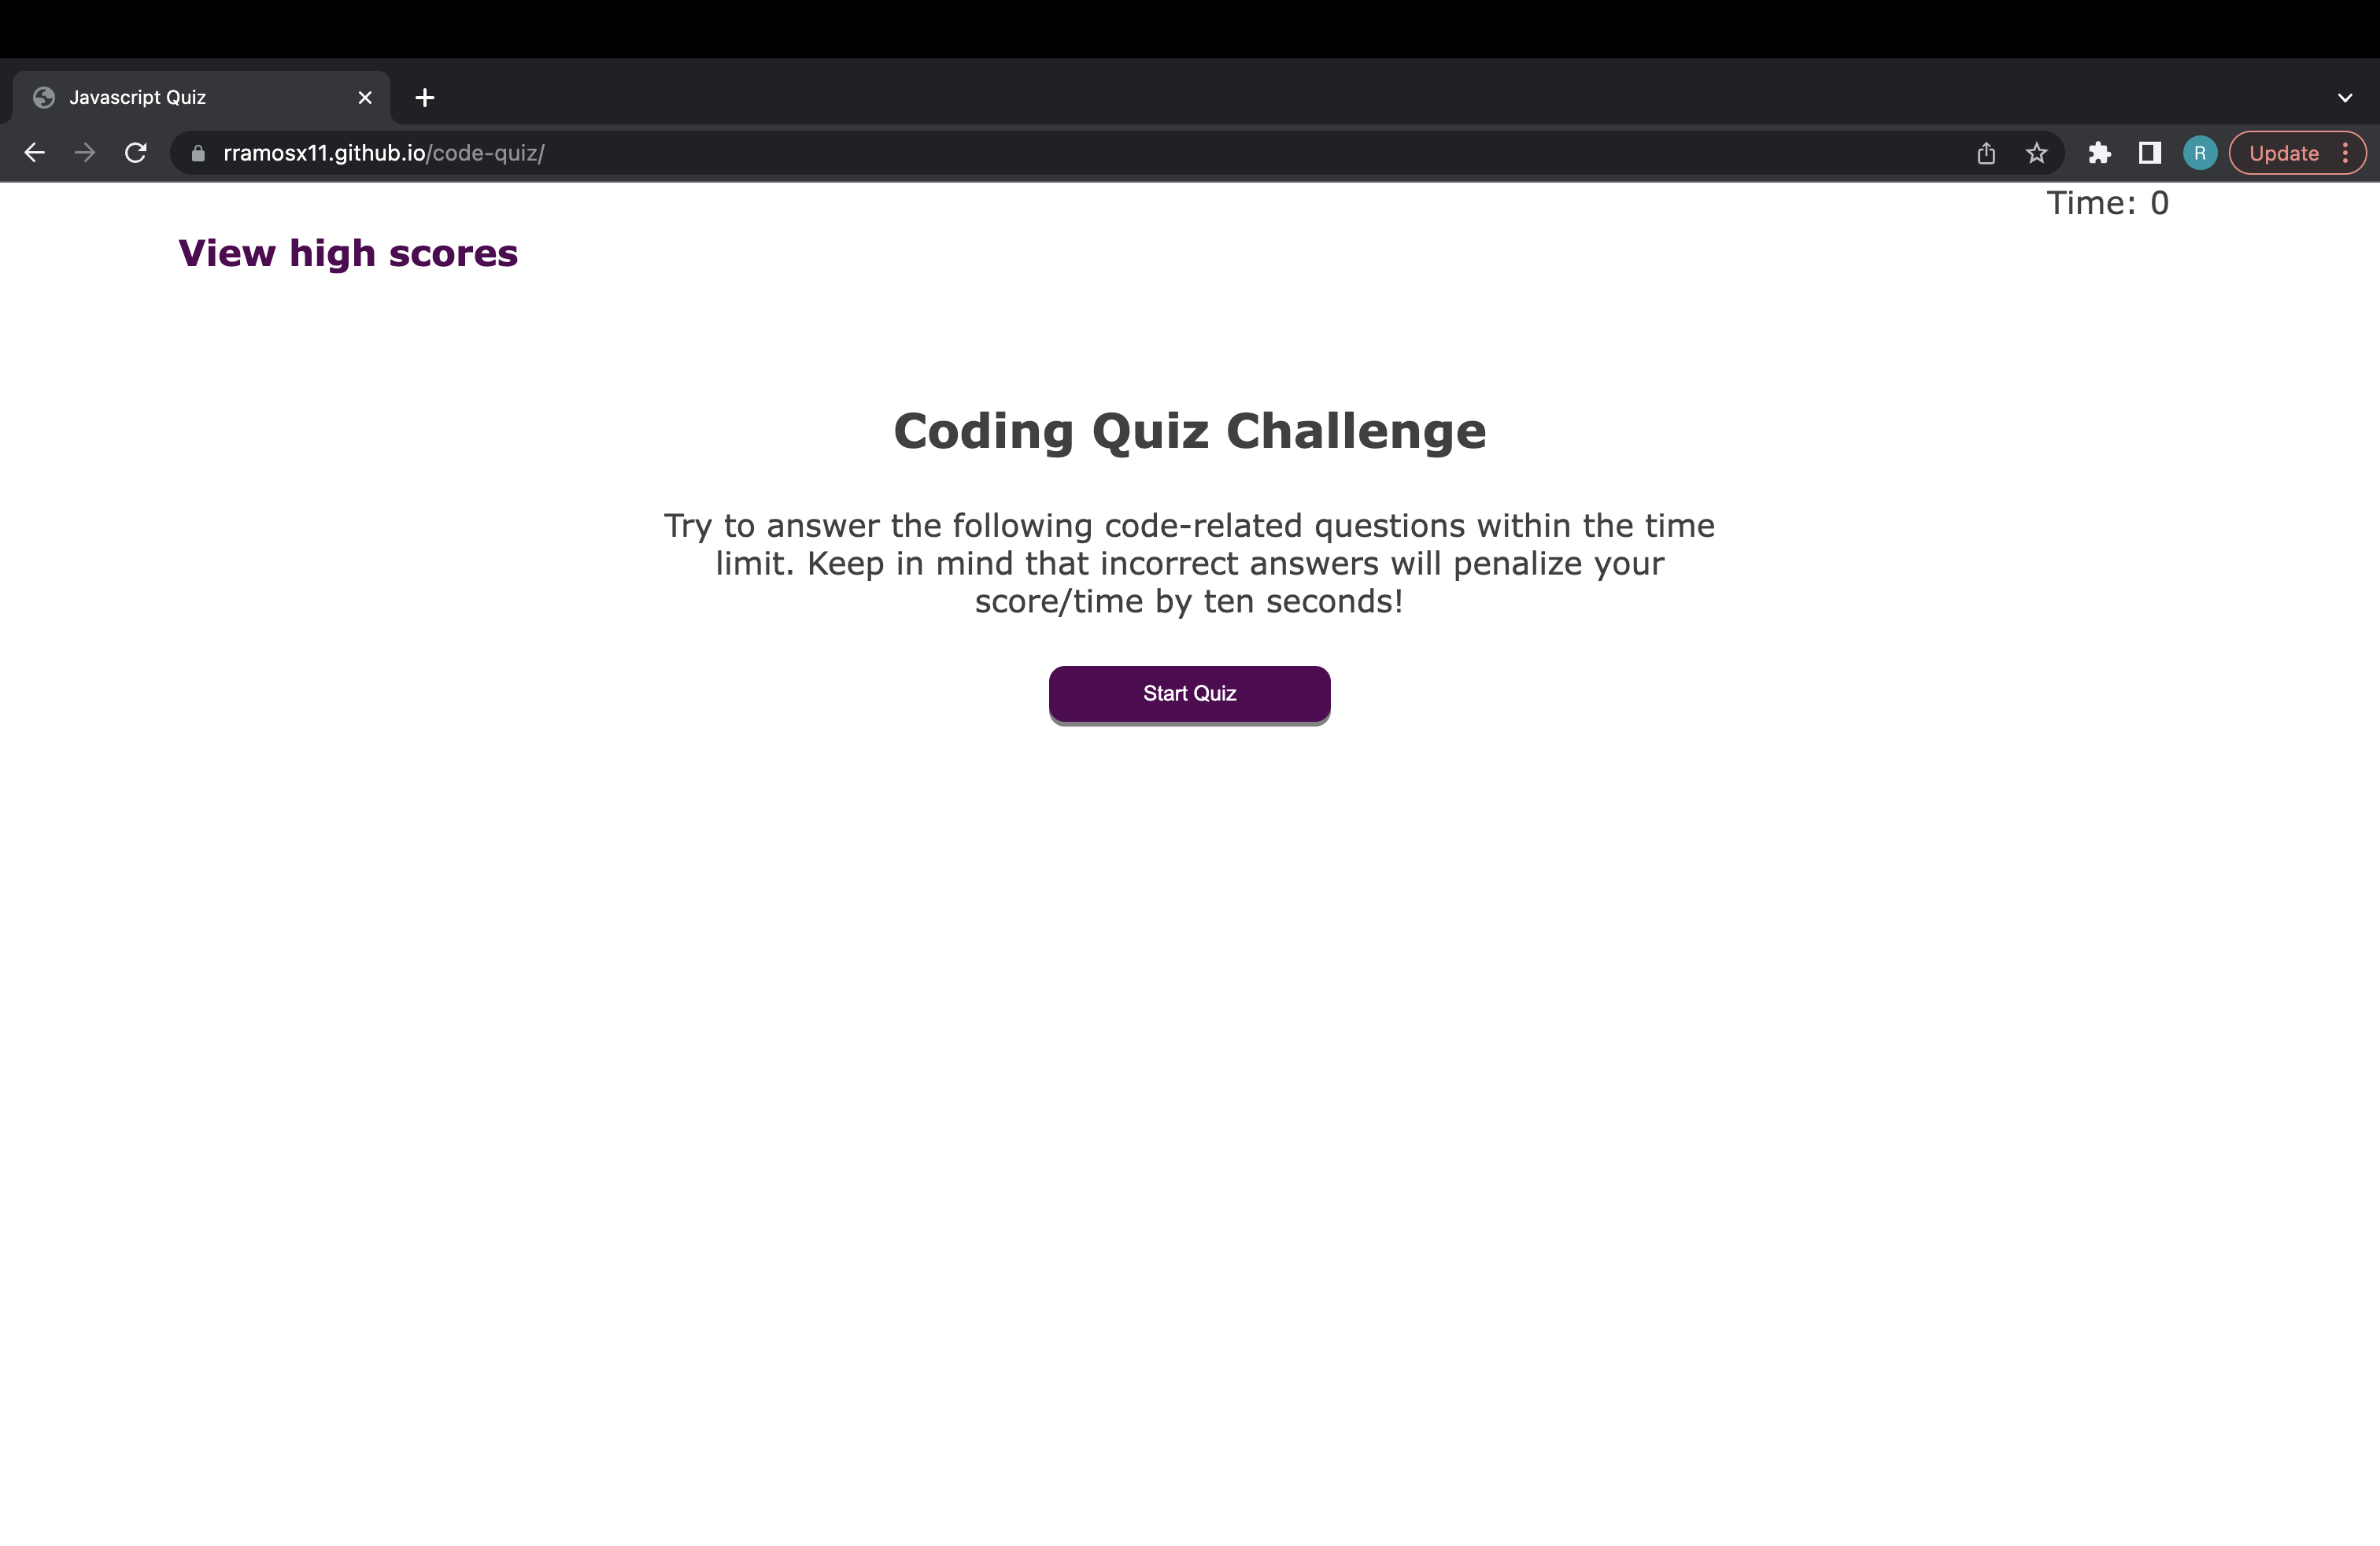 Javascript Quiz
rramosx11.github.io/code-quiz/
R
Update
Time: 0
View high scores
Coding Quiz Challenge
Try to answer the following code-related questions within the time
limit. Keep in mind that incorrect answers will penalize your
score/time by ten seconds!
Start Quiz